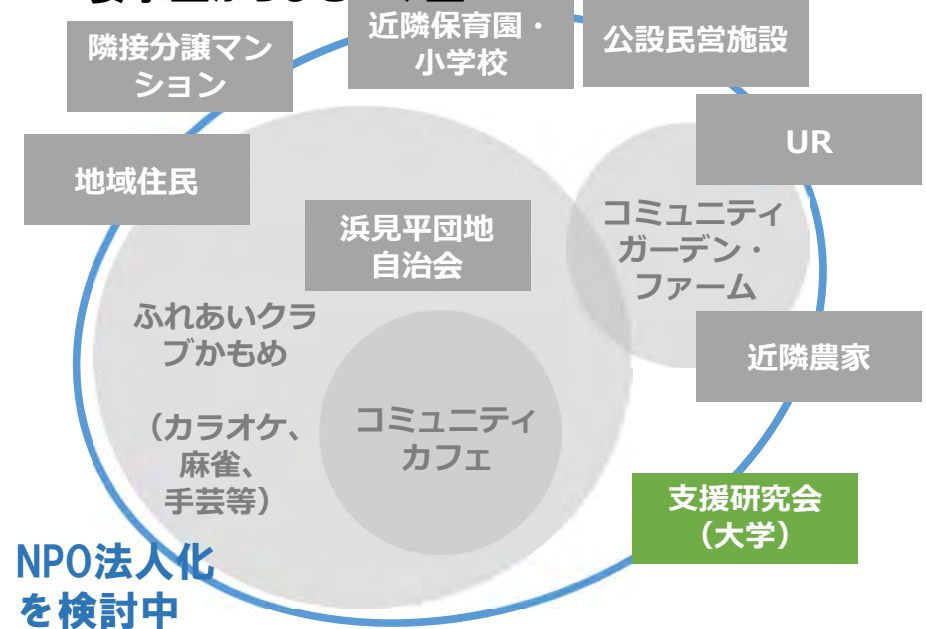 近隣保育園・
小学校
公設民営施設
隣接分譲マン
ション
UR
地域住民
浜見平団地
自治会
コミュニティ
ガーデン・
ファーム
ふれあいクラ
ブかもめ
近隣農家
（カラオケ、
麻雀、
手芸等）
コミュニティ
カフェ
支援研究会
（大学）
NPO法人化
を検討中